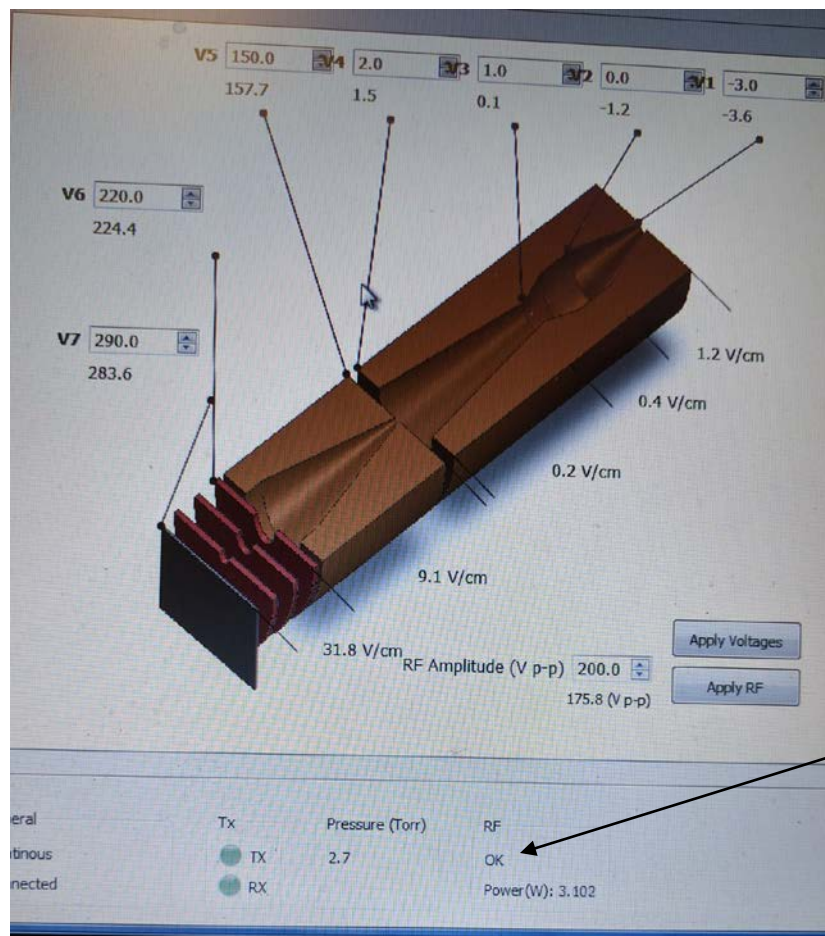 V5 150.0 V4 2.0 V3 1.0 V2 0.0 V1 -3.0
157.7 1.5 0.1 -1.2 -3.6
V6 220.0
224.4
V7 290.0
283.6
1.2 V/cm
0.4 V/cm
0.2 V/cm
9.1 V/cm
31.8 V/cm
RF Amplitude (V p-p) 200.0
175.8 (V p-p)
Apply Voltages
Apply RF
eral Tx Pressure (Torr) RF
tinous TX 2.7 OK
nnected RX Power(W): 3.102